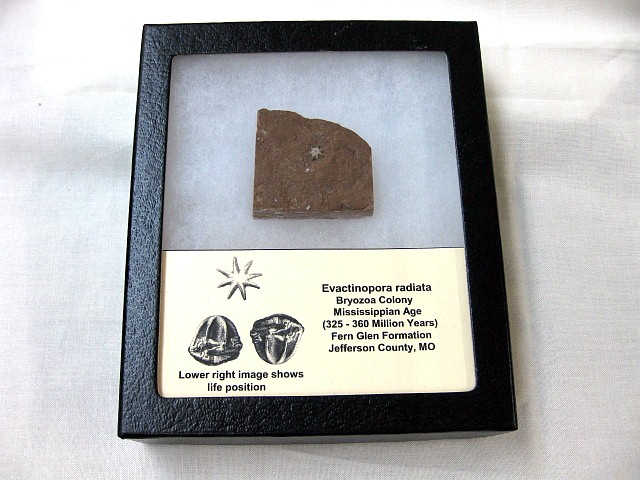 Evactinopora radiata
Bryozoa Colony
Mississippian Age
(325 - 360 Million Years)
Fern Glen Formation
Jefferson County, MO
Lower right image shows
life position